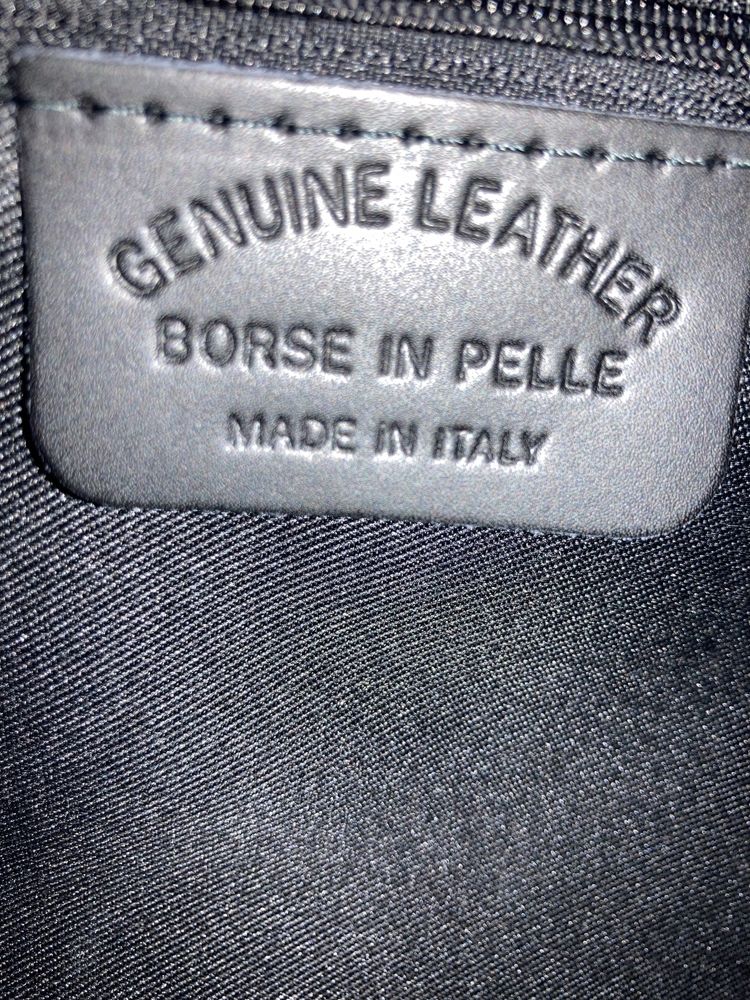 GENUINE LEATHER
BORSE IN PELLE
MADE IN ITALY